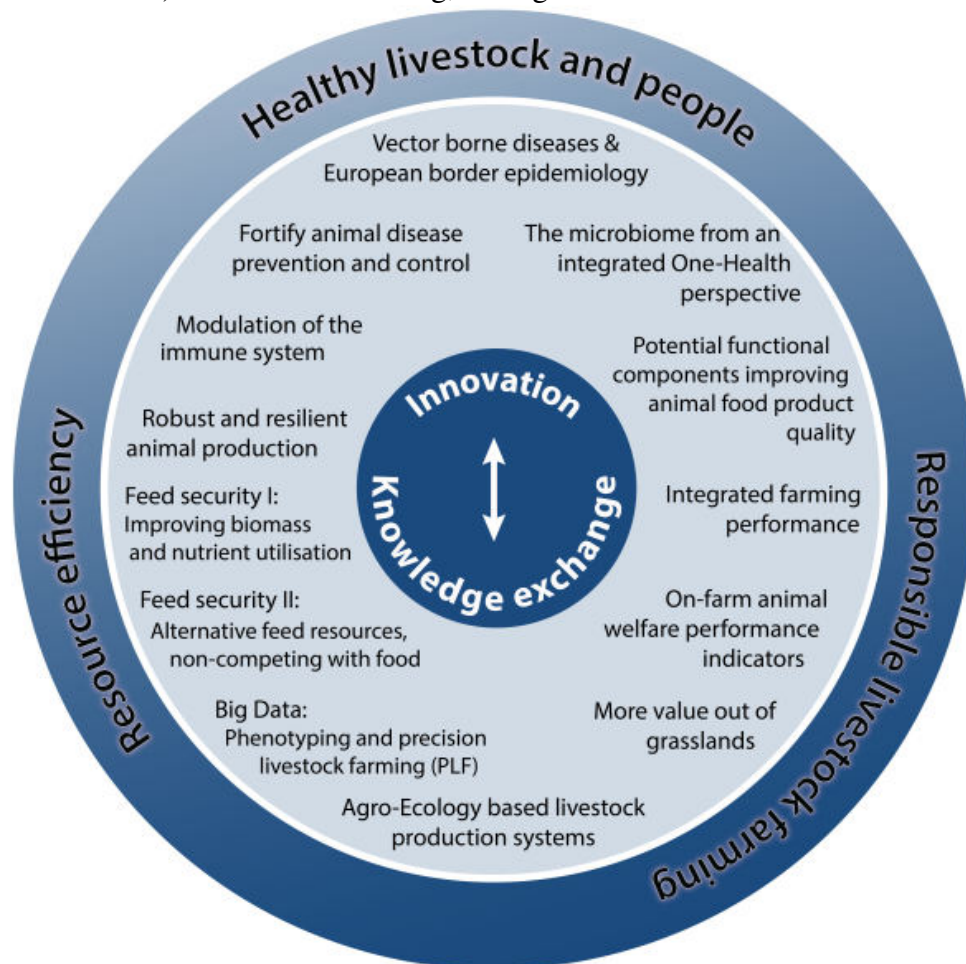 Healthy livestock and people
Vector borne diseases &
European border epidemiology
Fortify animal disease
prevention and control
The microbiome from an
integrated One-Health
perspective
Modulation of the
immune system
Potential functional
components improving
animal food product
quality
Robust and resilient
animal production
Innovation
Knowledge exchange
Feed security I:
Improving biomass
and nutrient utilisation
Integrated farming
performance
Feed security II:
Alternative feed resources,
non-competing with food
On-farm animal
welfare performance
indicators
Big Data:
Phenotyping and precision
livestock farming (PLF)
More value out of
grasslands
Agro-Ecology based livestock
production systems
Resource efficiency
Responsible livestock farming